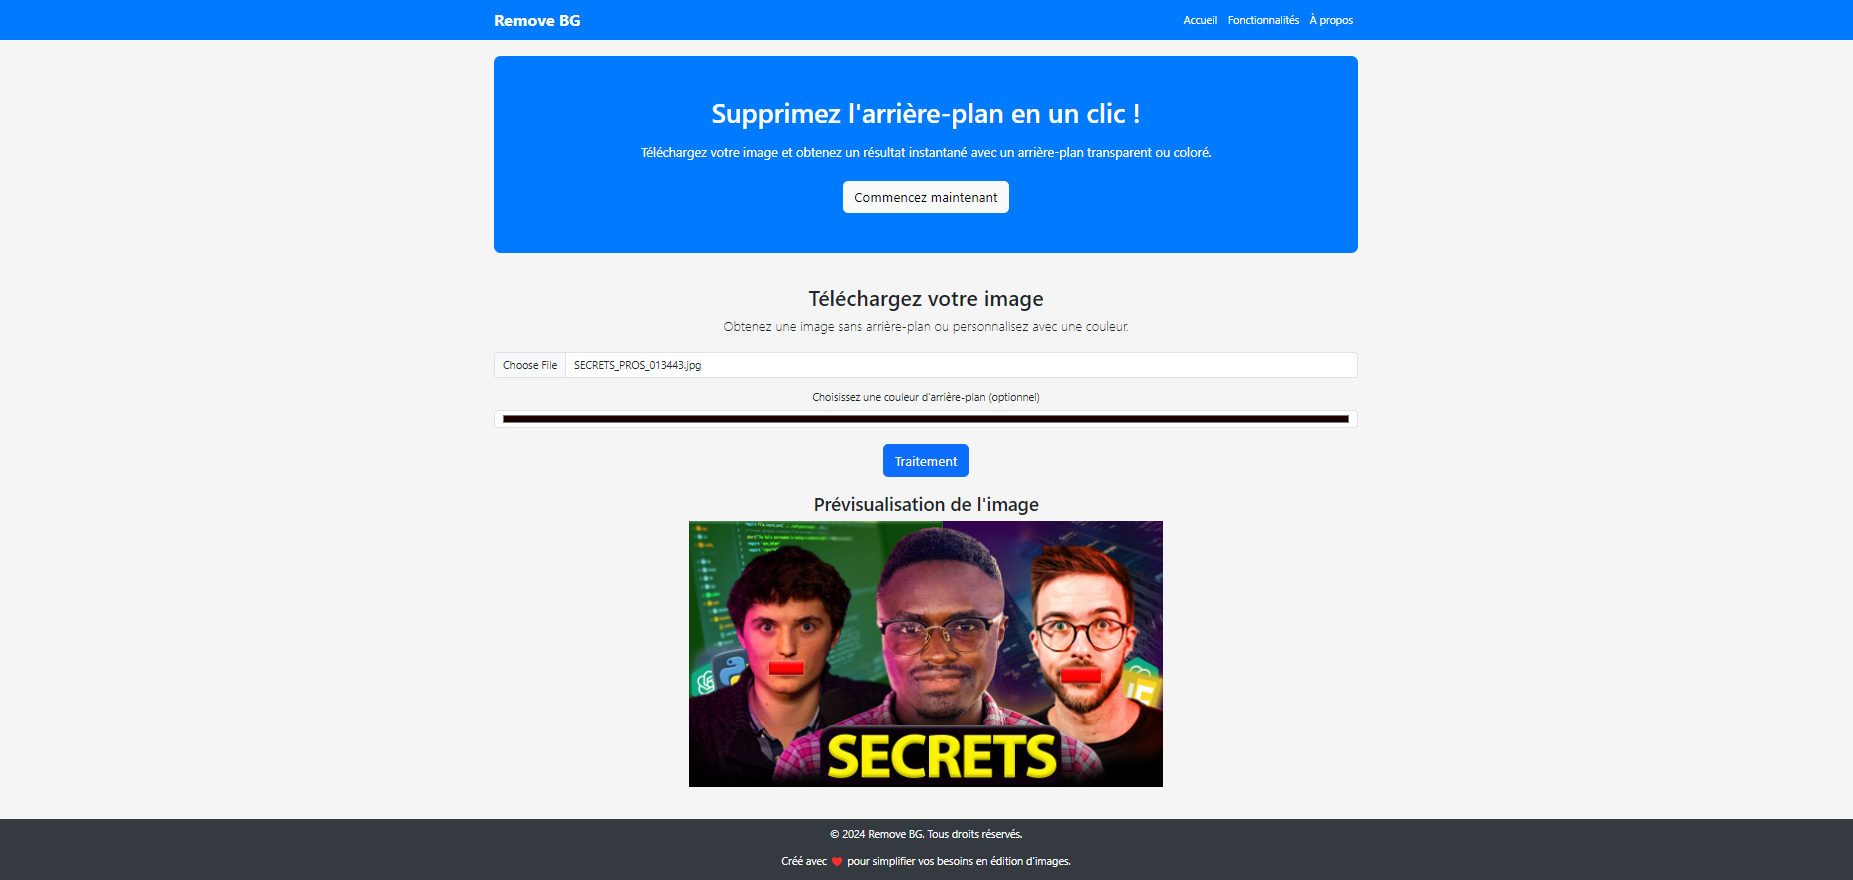 Remove BG
Accueil Fonctionnalités À propos
Supprimez l'arrière-plan en un clic !
Téléchargez votre image et obtenez un résultat instantané avec un arrière-plan transparent ou coloré.
Commencez maintenant
Téléchargez votre image
Obtenez une image sans arrière-plan ou personnalisez avec une couleur.
Choose File SECRETS_PROS_013443.jpg
Choisissez une couleur d'arrière-plan (optionnel)
Traitement
Prévisualisation de l'image
SECRETS
© 2024 Remove BG. Tous droits réservés.
Créé avec ❤️ pour simplifier vos besoins en édition d'images.